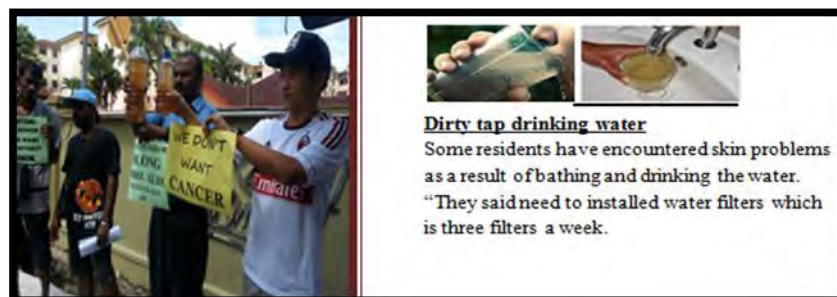 WE DON'T
WANT
CANCER
Emirates
Dirty tap drinking water
Some residents have encountered skin problems
as a result of bathing and drinking the water.
“They said need to installed water filters which
is three filters a week.